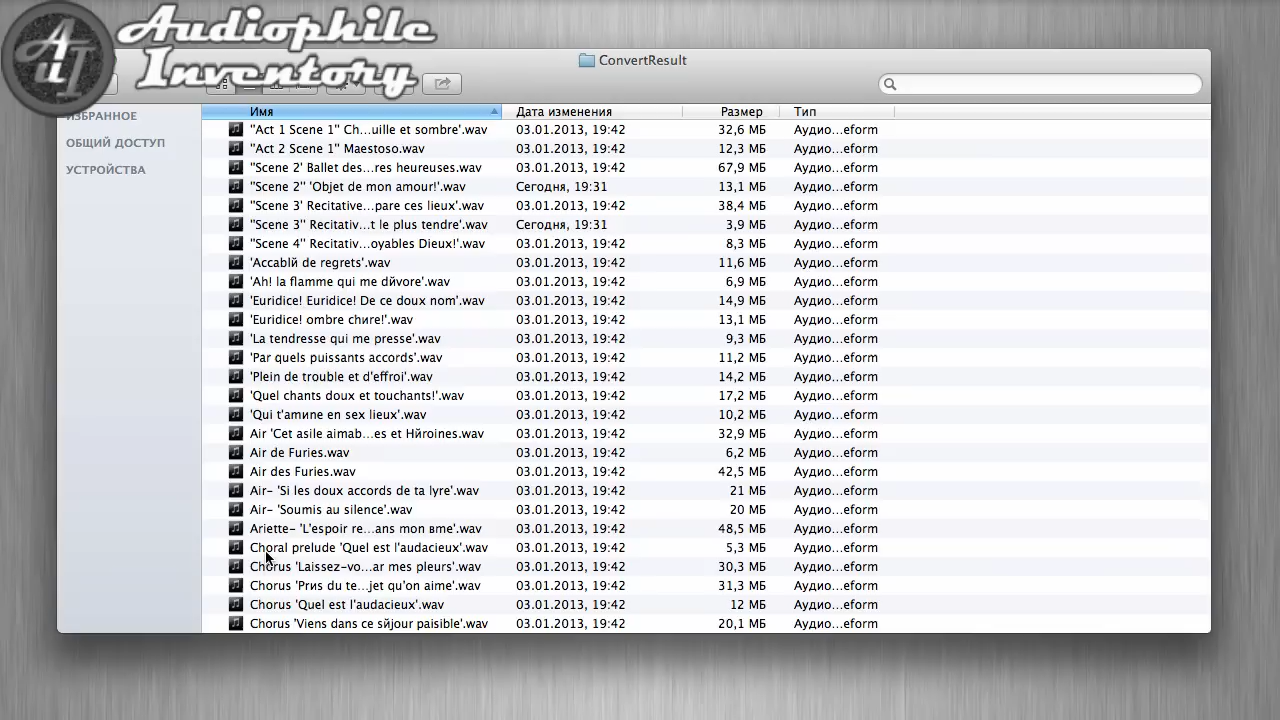 Audiophile
Inventory
AuI
ConvertResult
ИЗБРАННОЕ
ОБЩИЙ ДОСТУП
УСТРОЙСТВА
Имя Дата изменения Размер Тип
"Act 1 Scene 1" Ch...uille et sombre'.wav 03.01.2013, 19:42 32,6 МБ Аудио...eform
"Act 2 Scene 1" Maestoso.wav 03.01.2013, 19:42 12,3 МБ Аудио...eform
"Scene 2' Ballet des...res heureuses.wav 03.01.2013, 19:42 67,9 МБ Аудио...eform
"Scene 2'' 'Objet de mon amour!'.wav Сегодня, 19:31 13,1 МБ Аудио...eform
"Scene 3' Recitative...pare ces lieux'.wav 03.01.2013, 19:42 38,4 МБ Аудио...eform
"Scene 3'' Recitativ...t le plus tendre'.wav Сегодня, 19:31 3,9 МБ Аудио...eform
"Scene 4'' Recitativ...oyables Dieux!'.wav 03.01.2013, 19:42 8,3 МБ Аудио...eform
'Accablй de regrets'.wav 03.01.2013, 19:42 11,6 МБ Аудио...eform
'Ah! la flamme qui me dйvore'.wav 03.01.2013, 19:42 6,9 МБ Аудио...eform
'Euridice! Euridice! De ce doux nom'.wav 03.01.2013, 19:42 14,9 МБ Аудио...eform
'Euridice! ombre chиre!'.wav 03.01.2013, 19:42 13,1 МБ Аудио...eform
'La tendresse qui me presse'.wav 03.01.2013, 19:42 9,3 МБ Аудио...eform
'Par quels puissants accords'.wav 03.01.2013, 19:42 11,2 МБ Аудио...eform
'Plein de trouble et d'effroi'.wav 03.01.2013, 19:42 14,2 МБ Аудио...eform
'Quel chants doux et touchants!'.wav 03.01.2013, 19:42 17,2 МБ Аудио...eform
'Qui t'amиne en sex lieux'.wav 03.01.2013, 19:42 10,2 МБ Аудио...eform
Air 'Cet asile aimab...es et Hйroines.wav 03.01.2013, 19:42 32,9 МБ Аудио...eform
Air de Furies.wav 03.01.2013, 19:42 6,2 МБ Аудио...eform
Air des Furies.wav 03.01.2013, 19:42 42,5 МБ Аудио...eform
Air- 'Si les doux accords de ta lyre'.wav 03.01.2013, 19:42 21 МБ Аудио...eform
Air- 'Soumis au silence'.wav 03.01.2013, 19:42 20 МБ Аудио...eform
Ariette- 'L'espoir re...ans mon вme'.wav 03.01.2013, 19:42 48,5 МБ Аудио...eform
Choral prelude 'Quel est l'audacieux'.wav 03.01.2013, 19:42 5,3 МБ Аудио...eform
Chorus 'Laissez-vo...ar mes pleurs'.wav 03.01.2013, 19:42 30,3 МБ Аудио...eform
Chorus 'Prиs du te...jet qu'on aime'.wav 03.01.2013, 19:42 31,3 МБ Аудио...eform
Chorus 'Quel est l'audacieux'.wav 03.01.2013, 19:42 12 МБ Аудио...eform
Chorus 'Viens dans ce sйjour paisible'.wav 03.01.2013, 19:42 20,1 МБ Аудио...eform